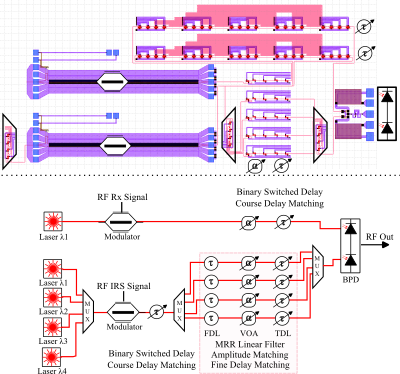 τ
τ
α
τ
RF Rx Signal
Binary Switched Delay
Course Delay Matching
α
τ
RF Out
Laser λ1
Modulator
BPD
Laser λ1
Laser λ2
Laser λ3
Laser λ4
MUX
RF IRS Signal
Modulator
τ
MUX
τ
α
τ
τ
α
τ
τ
α
τ
τ
α
τ
MUX
FDL
VOA
TDL
Binary Switched Delay
Course Delay Matching
MRR Linear Filter
Amplitude Matching
Fine Delay Matching